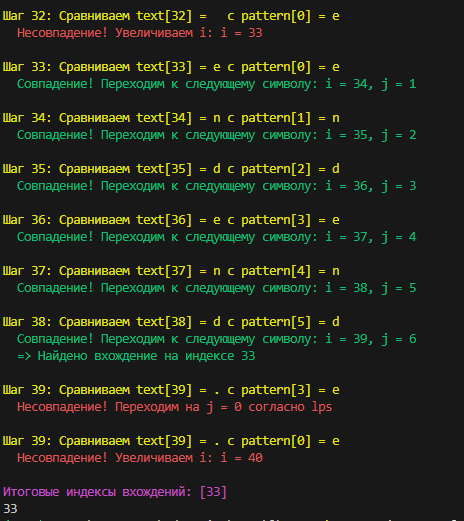 Шаг 32: Сравниваем text[32] =   с pattern[0] = e
Несовпадение! Увеличиваем i: i = 33
Шаг 33: Сравниваем text[33] = e с pattern[0] = e
Совпадение! Переходим к следующему символу: i = 34, j = 1
Шаг 34: Сравниваем text[34] = n с pattern[1] = n
Совпадение! Переходим к следующему символу: i = 35, j = 2
Шаг 35: Сравниваем text[35] = d с pattern[2] = d
Совпадение! Переходим к следующему символу: i = 36, j = 3
Шаг 36: Сравниваем text[36] = e с pattern[3] = e
Совпадение! Переходим к следующему символу: i = 37, j = 4
Шаг 37: Сравниваем text[37] = n с pattern[4] = n
Совпадение! Переходим к следующему символу: i = 38, j = 5
Шаг 38: Сравниваем text[38] = d с pattern[5] = d
Совпадение! Переходим к следующему символу: i = 39, j = 6
=> Найдено вхождение на индексе 33
Шаг 39: Сравниваем text[39] = . с pattern[3] = e
Несовпадение! Переходим на j = 0 согласно lps
Шаг 39: Сравниваем text[39] = . с pattern[0] = e
Несовпадение! Увеличиваем i: i = 40
Итоговые индексы вхождений: [33]
33